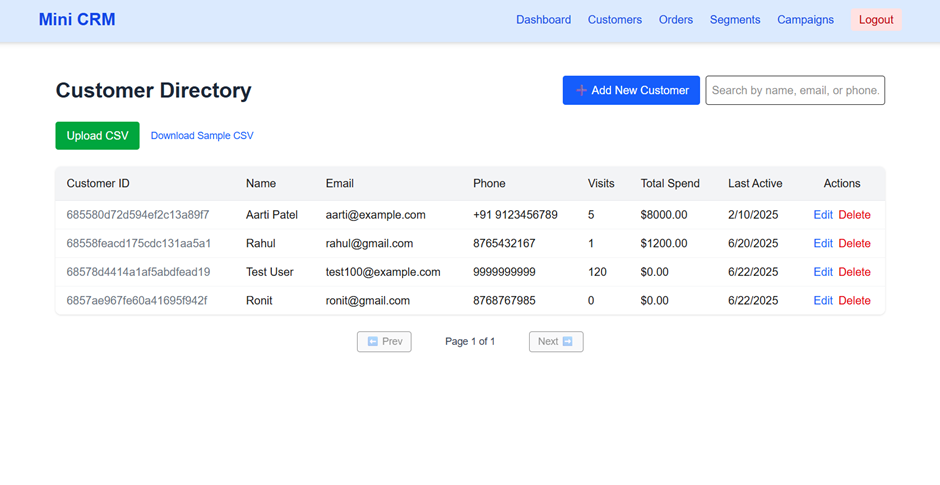 Mini CRM Dashboard Customers Orders Segments Campaigns Logout
Customer Directory ➕ Add New Customer Search by name, email, or phone.
Upload CSV Download Sample CSV
Customer ID Name Email Phone Visits Total Spend Last Active Actions
685580d72d594ef2c13a89f7 Aarti Patel aarti@example.com +91 9123456789 5 $8000.00 2/10/2025 Edit Delete
68558feacd175cdc131aa5a1 Rahul rahul@gmail.com 8765432167 1 $1200.00 6/20/2025 Edit Delete
68578d4414a1af5abdfead19 Test User test100@example.com 9999999999 120 $0.00 6/22/2025 Edit Delete
6857ae967fe60a41695f942f Ronit ronit@gmail.com 8768767985 0 $0.00 6/22/2025 Edit Delete
⬅️ Prev Page 1 of 1 Next ➡️